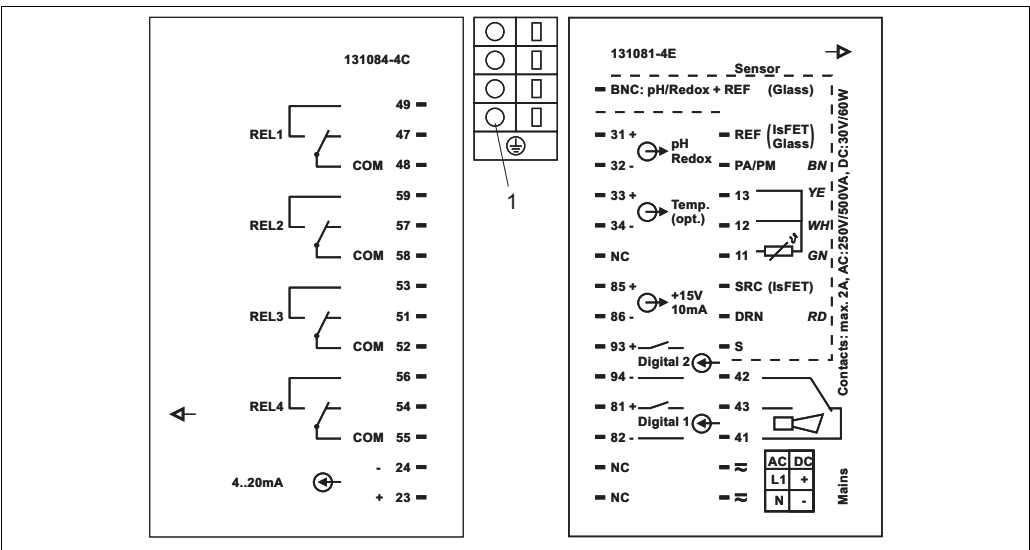 131084-4C
49
REL1 47
COM 48
59
REL2 57
COM 58
53
REL3 51
COM 52
56
REL4 54
COM 55
- 24
4..20mA
+ 23
1
131081-4E
Sensor
BNC: pH/Redox + REF (Glass)
31 + REF (IsFET Glass)
pH
Redox
32 - PA/PM BN
33 + 13 YE
Temp.
(opt.)
34 - 12 WH
NC 11 GN
85 + SRC (IsFET)
+15V
10mA
86 - DRN RD
93 + S
Digital 2
94 - 42
81 + 43
Digital 1
82 - 41
NC AC DC
L1 +
NC N -
Contacts: max. 2A, AC:250V/500VA, DC:30V/60W
Mains